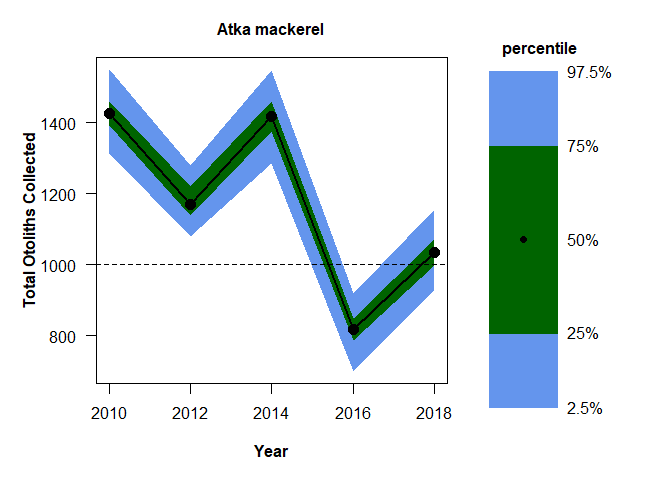 Atka mackerel
Total Otoliths Collected
1400
1200
1000
800
2010 2012 2014 2016 2018
Year
percentile
97.5%
75%
50%
25%
2.5%